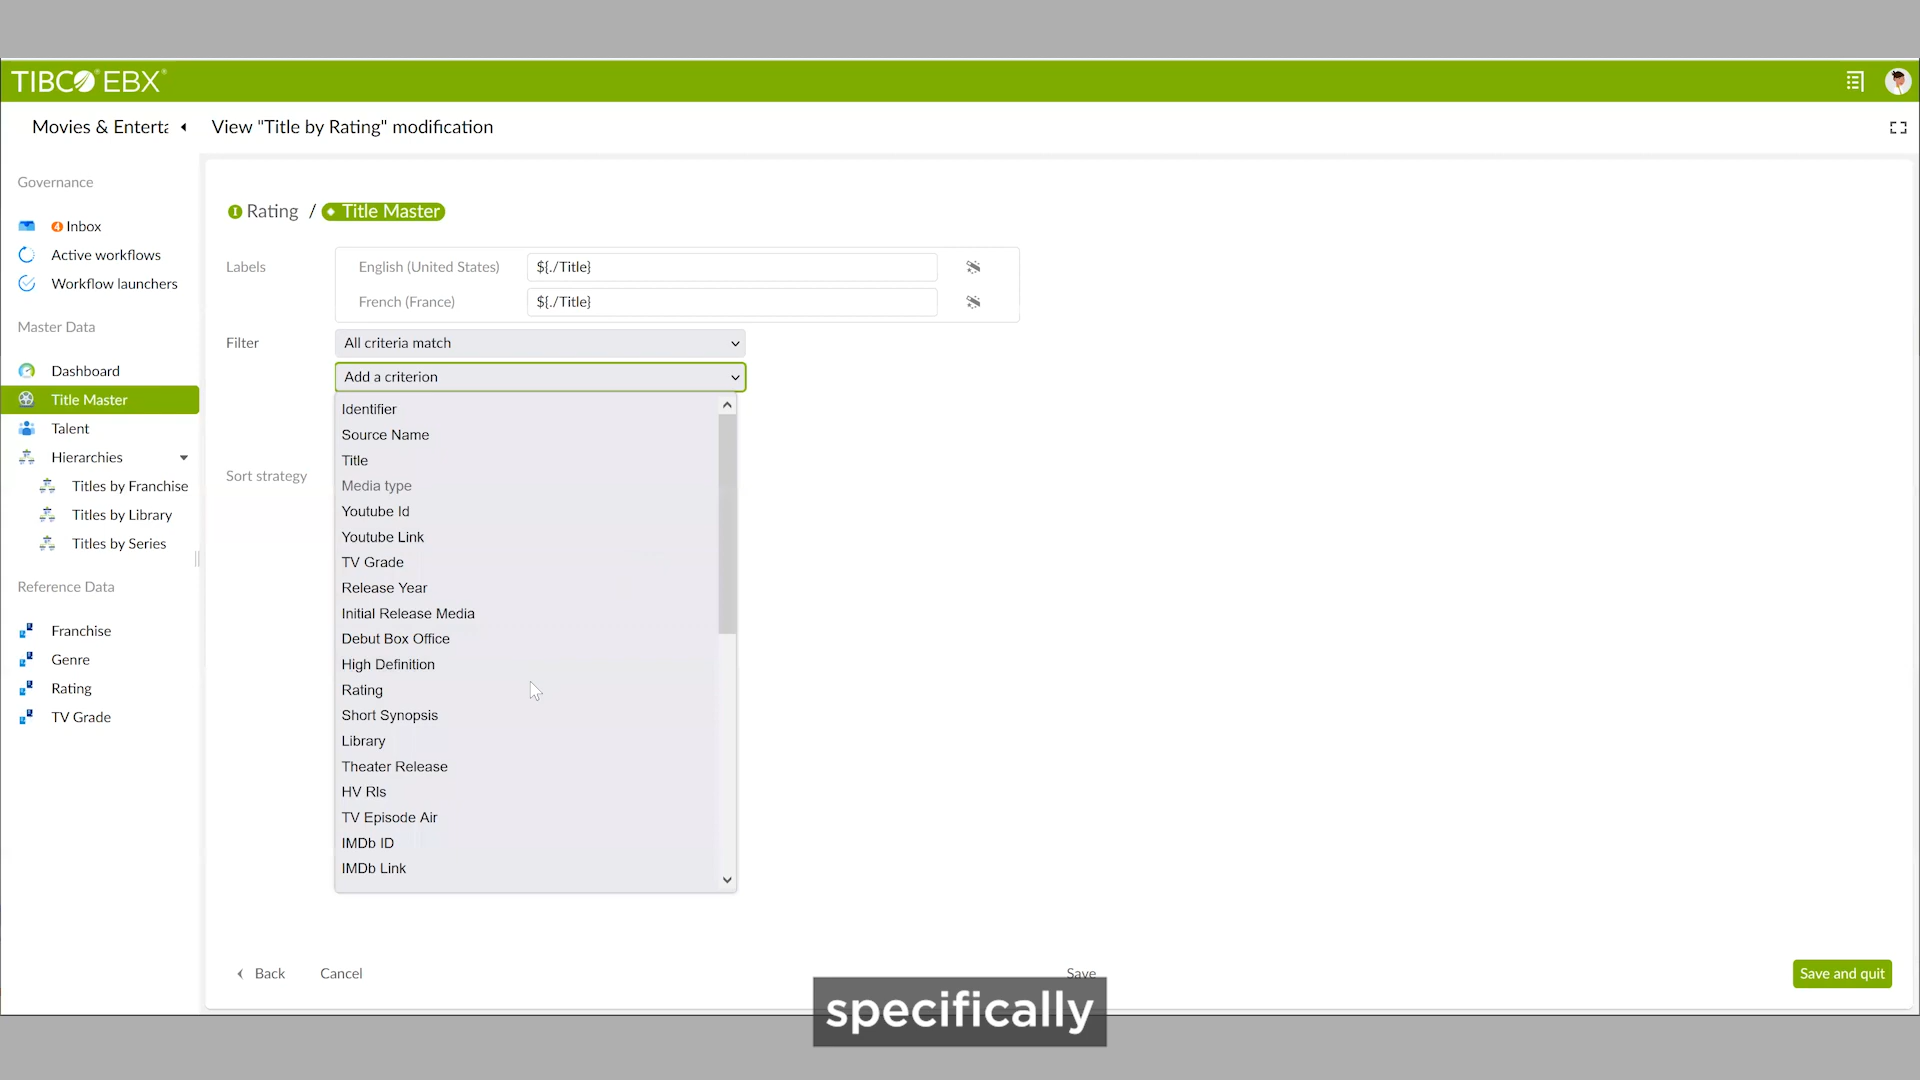 TIBCO® EBX®
Movies & Enterta
View "Title by Rating" modification
Governance
4 Inbox
Active workflows
Workflow launchers
Master Data
Dashboard
Title Master
Talent
Hierarchies
Titles by Franchise
Titles by Library
Titles by Series
Reference Data
Franchise
Genre
Rating
TV Grade
Rating / Title Master
Labels
English (United States) ${./Title}
French (France) ${./Title}
Filter
All criteria match
Add a criterion
Identifier
Source Name
Title
Media type
Youtube Id
Youtube Link
TV Grade
Release Year
Initial Release Media
Debut Box Office
High Definition
Rating
Short Synopsis
Library
Theater Release
HV Rls
TV Episode Air
IMDb ID
IMDb Link
Sort strategy
Back
Cancel
Save
Save and quit
specifically